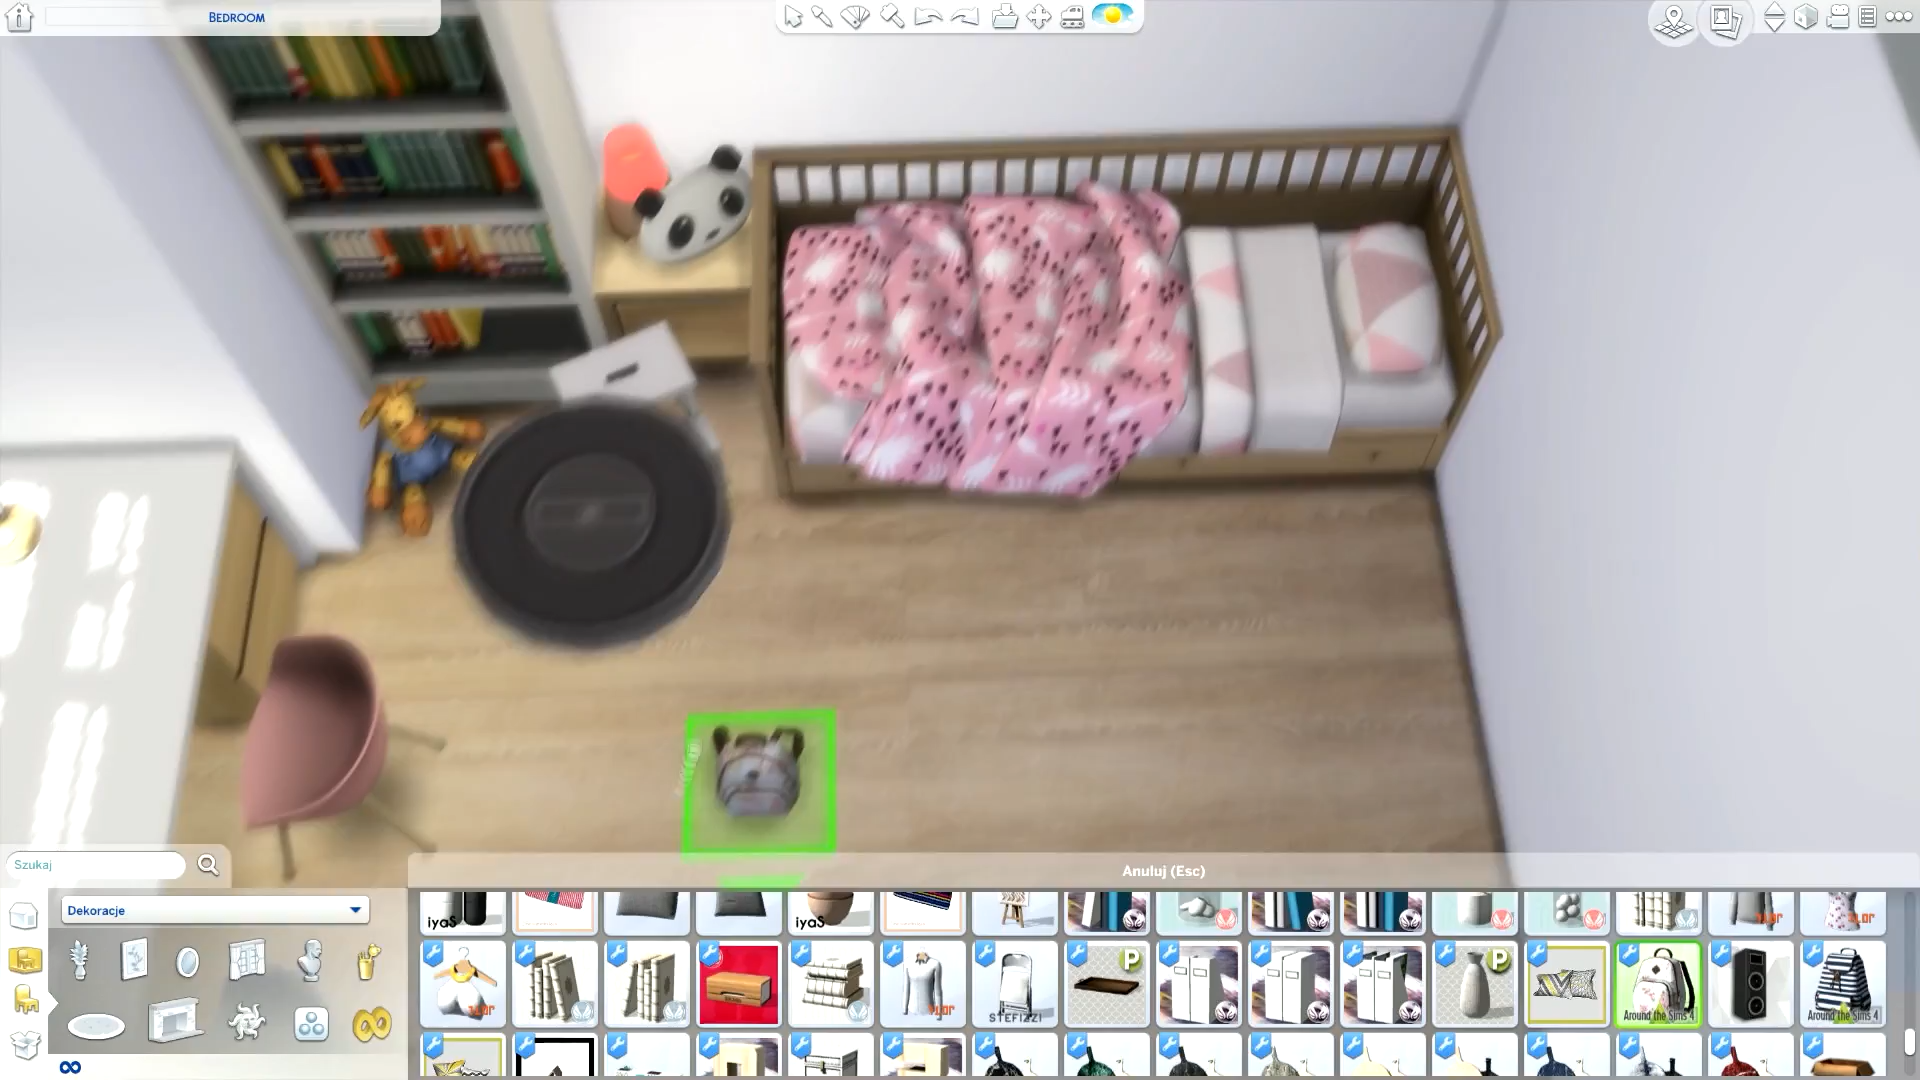 BEDROOM
Szukaj
Anuluj (Esc)
Dekoracje
iyaS
iyaS
P
STEFIZZI
P
Around the Sims 4
Around the Sims 4